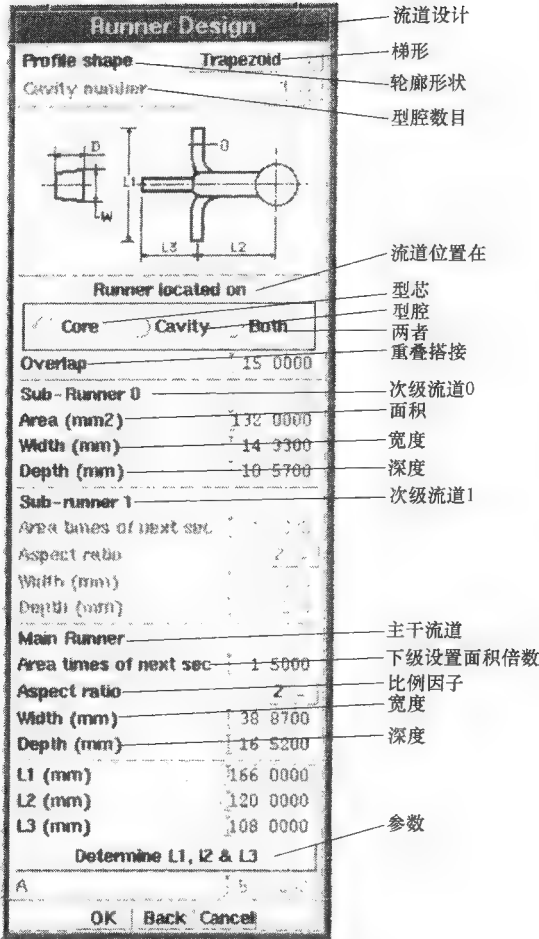 Runner Design 流道设计
Profile shape Trapezoid 梯形
轮廓形状
Cavity number 型腔数目
D
W
L1
O
L3 L2
流道位置在
Runner located on
型芯
Core Cavity Both 型腔
两者
Overlap 15 0000 重叠搭接
Sub-Runner 0 次级流道0
Area (mm2) 132 0000 面积
Width (mm) 14 3300 宽度
Depth (mm) 10 5700 深度
Sub-runner 1 次级流道1
Area times of next sec
Aspect ratio 2
Width (mm)
Depth (mm)
Main Runner 主干流道
Area times of next sec 1 5000 下级设置面积倍数
Aspect ratio 2 比例因子
Width (mm) 38 8700 宽度
Depth (mm) 16 5200 深度
L1 (mm) 166 0000
L2 (mm) 120 0000
L3 (mm) 108 0000
参数
Determine L1, l2 & L3
A 5
OK Back Cancel